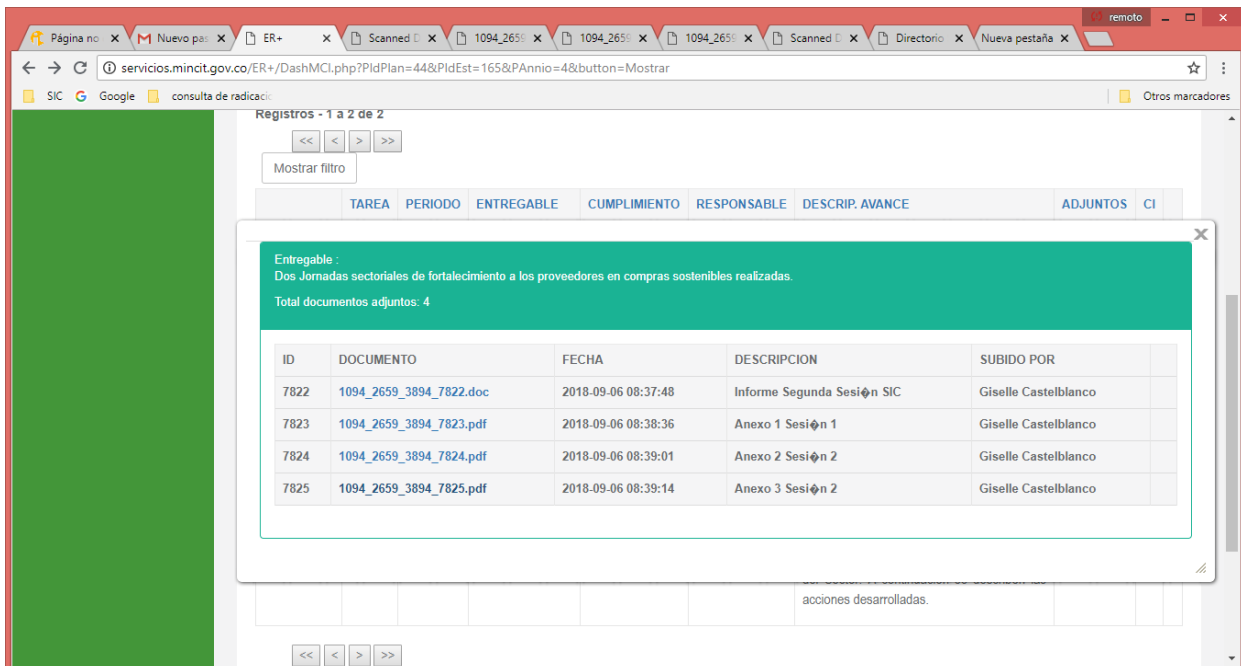 remoto
Página no
Nuevo pas
ER+
Scanned D
1094_2659
1094_2659
1094_2659
Scanned D
Directorio
Nueva pestaña
servicios.mincit.gov.co/ER+/DashMCI.php?PIdPlan=44&PIdEst=165&PAnnio=4&button=Mostrar
SIC Google consulta de radicacio Otros marcadores
Registros - 1 a 2 de 2
<< < > >>
Mostrar filtro
TAREA PERIODO ENTREGABLE CUMPLIMIENTO RESPONSABLE DESCRIP. AVANCE ADJUNTOS CI
Entregable :
Dos Jornadas sectoriales de fortalecimiento a los proveedores en compras sostenibles realizadas.
Total documentos adjuntos: 4
ID DOCUMENTO FECHA DESCRIPCION SUBIDO POR
7822 1094_2659_3894_7822.doc 2018-09-06 08:37:48 Informe Segunda Sesi�n SIC Giselle Castelblanco
7823 1094_2659_3894_7823.pdf 2018-09-06 08:38:36 Anexo 1 Sesi�n 1 Giselle Castelblanco
7824 1094_2659_3894_7824.pdf 2018-09-06 08:39:01 Anexo 2 Sesi�n 2 Giselle Castelblanco
7825 1094_2659_3894_7825.pdf 2018-09-06 08:39:14 Anexo 3 Sesi�n 2 Giselle Castelblanco
acciones desarrolladas.
<< < > >>